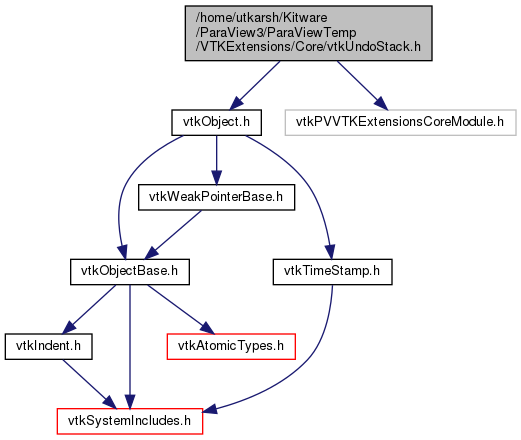 /home/utkarsh/Kitware
/ParaView3/ParaViewTemp
/VTKExtensions/Core/vtkUndoStack.h
vtkObject.h
vtkPVVTKExtensionsCoreModule.h
vtkWeakPointerBase.h
vtkObjectBase.h
vtkTimeStamp.h
vtkIndent.h
vtkAtomicTypes.h
vtkSystemIncludes.h